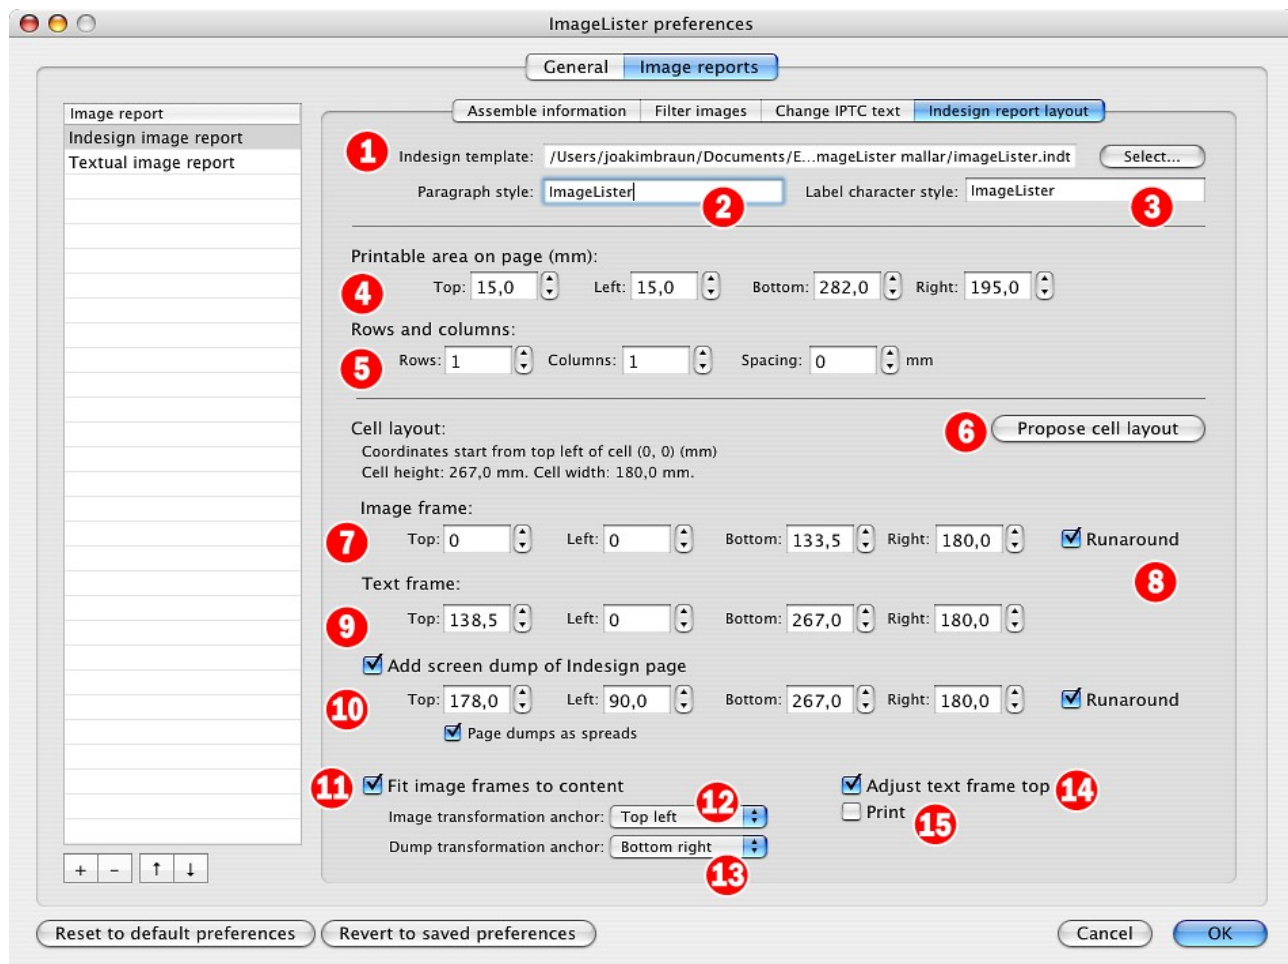 ImageLister preferences
General Image reports
Image report
Indesign image report
Textual image report
Assemble information Filter images Change IPTC text Indesign report layout
1 Indesign template: /Users/joakimbraun/Documents/E...mageLister mallar/imageLister.indt Select...
Paragraph style: ImageLister 2 Label character style: ImageLister 3
Printable area on page (mm):
4 Top: 15,0 Left: 15,0 Bottom: 282,0 Right: 195,0
Rows and columns:
5 Rows: 1 Columns: 1 Spacing: 0 mm
Cell layout: 6 Propose cell layout
Coordinates start from top left of cell (0, 0) (mm)
Cell height: 267,0 mm. Cell width: 180,0 mm.
Image frame:
7 Top: 0 Left: 0 Bottom: 133,5 Right: 180,0 Runaround
8
Text frame:
9 Top: 138,5 Left: 0 Bottom: 267,0 Right: 180,0
Add screen dump of Indesign page
10 Top: 178,0 Left: 90,0 Bottom: 267,0 Right: 180,0 Runaround
Page dumps as spreads
11 Fit image frames to content 12 Adjust text frame top 14
Image transformation anchor: Top left Print 15
Dump transformation anchor: Bottom right
13
+ - ↑ ↓
Reset to default preferences Revert to saved preferences Cancel OK